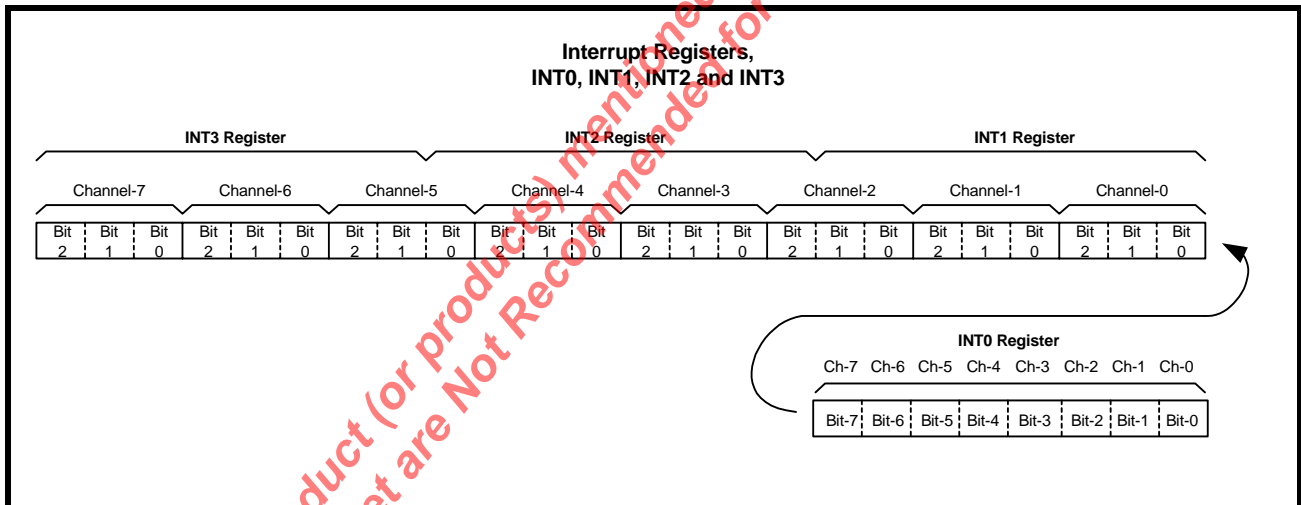 Interrupt Registers,
INT0, INT1, INT2 and INT3
INT3 Register INT2 Register INT1 Register
Channel-7 Channel-6 Channel-5 Channel-4 Channel-3 Channel-2 Channel-1 Channel-0
Bit Bit Bit Bit Bit Bit Bit Bit Bit Bit Bit Bit Bit Bit Bit Bit Bit Bit Bit Bit Bit Bit Bit Bit
2 1 0 2 1 0 2 1 0 2 1 0 2 1 0 2 1 0 2 1 0 2 1 0
INT0 Register
Ch-7 Ch-6 Ch-5 Ch-4 Ch-3 Ch-2 Ch-1 Ch-0
Bit-7 Bit-6 Bit-5 Bit-4 Bit-3 Bit-2 Bit-1 Bit-0
duct (or products) mentioned
et are Not Recommended for